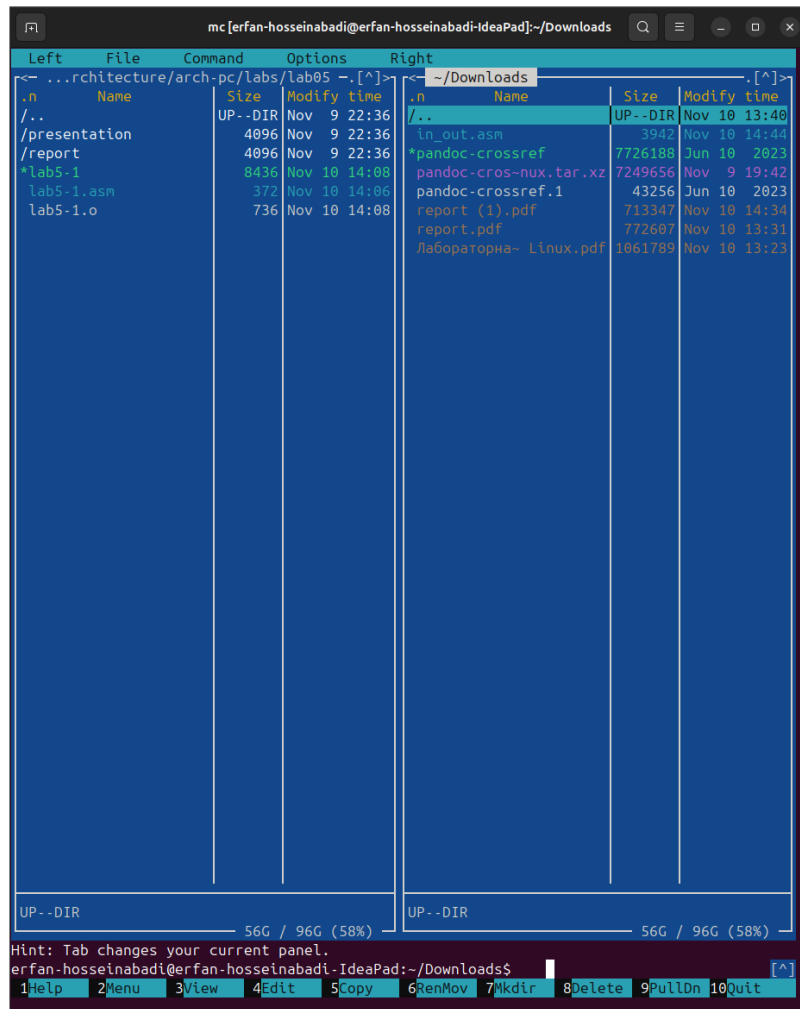 mc [erfan-hosseinabadi@erfan-hosseinabadi-IdeaPad]:~/Downloads
Left File Command Options Right
<─ ...rchitecture/arch-pc/labs/lab05 ─.[^]>
.n Name Size Modify time
/.. UP--DIR Nov 9 22:36
/presentation 4096 Nov 9 22:36
/report 4096 Nov 9 22:36
*lab5-1 8436 Nov 10 14:08
lab5-1.asm 372 Nov 10 14:06
lab5-1.o 736 Nov 10 14:08
UP--DIR
56G / 96G (58%)
<─ ~/Downloads ─.[^]>
.n Name Size Modify time
/.. UP--DIR Nov 10 13:40
in_out.asm 3942 Nov 10 14:44
*pandoc-crossref 7726188 Jun 10 2023
pandoc-cros~nux.tar.xz 7249656 Nov 9 19:42
pandoc-crossref.1 43256 Jun 10 2023
report (1).pdf 713347 Nov 10 14:34
report.pdf 772607 Nov 10 13:31
Лабораторна~ Linux.pdf 1061789 Nov 10 13:23
UP--DIR
56G / 96G (58%)
Hint: Tab changes your current panel.
erfan-hosseinabadi@erfan-hosseinabadi-IdeaPad:~/Downloads$ [^]
1Help 2Menu 3View 4Edit 5Copy 6RenMov 7Mkdir 8Delete 9PullDn 10Quit